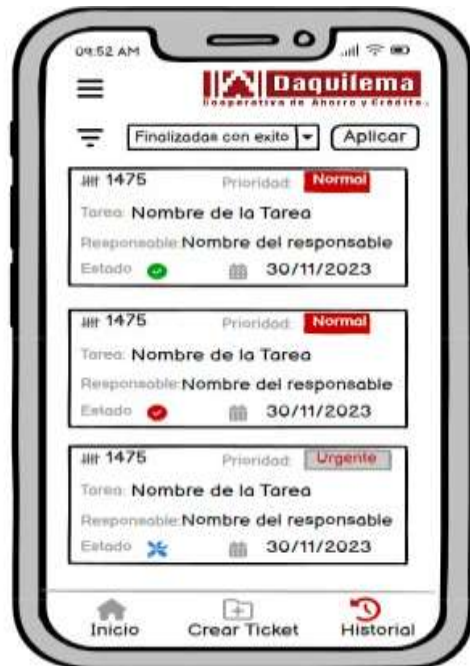 09:52 AM
Daquilema
Cooperativa de Ahorro y Crédito
Finalizadas con exito Aplicar
1475 Prioridad: Normal
Tarea: Nombre de la Tarea
Responsable: Nombre del responsable
Estado 30/11/2023
1475 Prioridad: Normal
Tarea: Nombre de la Tarea
Responsable: Nombre del responsable
Estado 30/11/2023
1475 Prioridad: Urgente
Tarea: Nombre de la Tarea
Responsable: Nombre del responsable
Estado 30/11/2023
Inicio Crear Ticket Historial